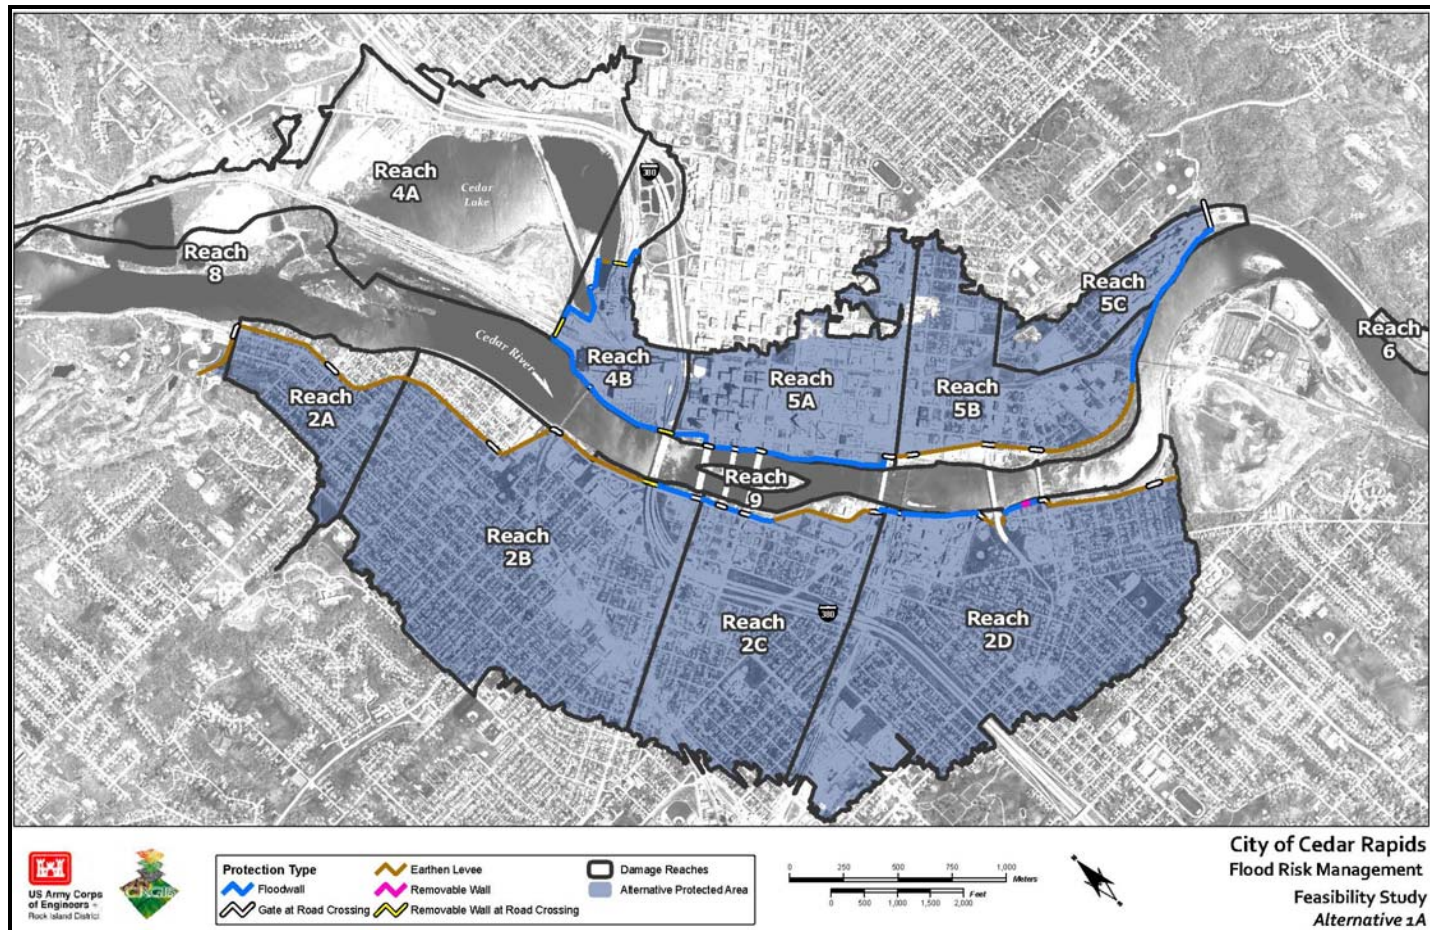 Reach
4A
Cedar
Lake
380
Reach
8
Cedar River
Reach
2A
Reach
4B
Reach
5A
Reach
5B
Reach
5C
Reach
6
Reach
9
Reach
2B
Reach
2C
380
Reach
2D
US Army Corps
of Engineers
Rock Island District
Protection Type
Floodwall
Gate at Road Crossing
Earthen Levee
Removable Wall
Removable Wall at Road Crossing
Damage Reaches
Alternative Protected Area
0 250 500 750 1,000
Meters
Feet
0 500 1,000 1,500 2,000
City of Cedar Rapids
Flood Risk Management
Feasibility Study
Alternative 1A